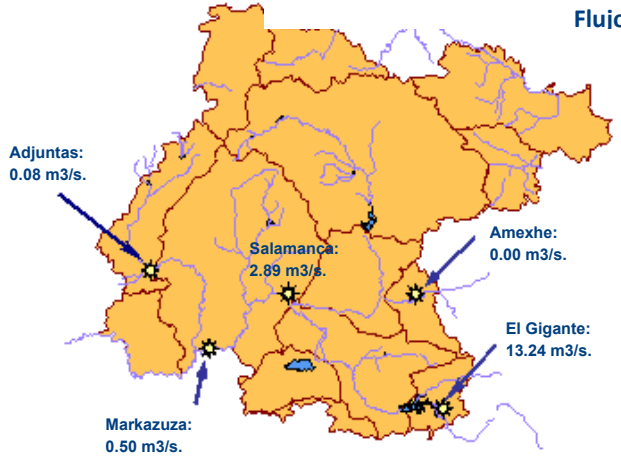 Flujo
Adjuntas:
0.08 m3/s.
Salamanca:
2.89 m3/s.
Amexhe:
0.00 m3/s.
El Gigante:
13.24 m3/s.
Markazuza:
0.50 m3/s.